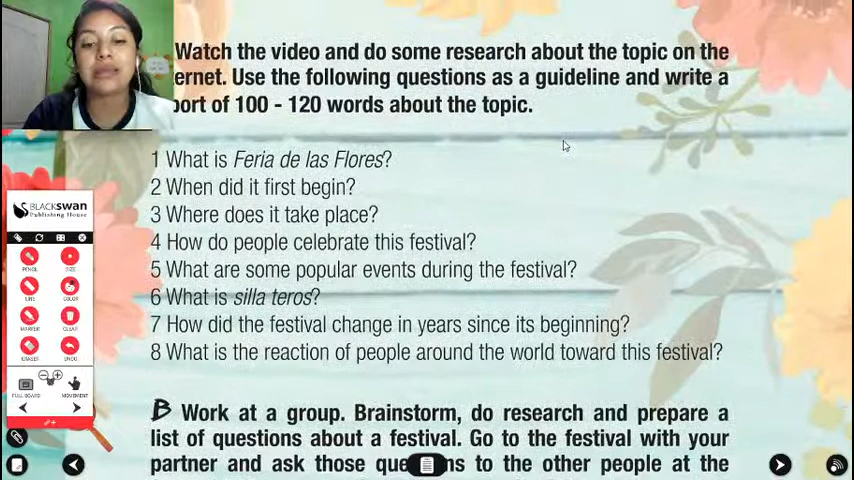 Watch the video and do some research about the topic on the
ernet. Use the following questions as a guideline and write a
port of 100 - 120 words about the topic.
1 What is Feria de las Flores?
2 When did it first begin?
3 Where does it take place?
4 How do people celebrate this festival?
5 What are some popular events during the festival?
6 What is silla teros?
7 How did the festival change in years since its beginning?
8 What is the reaction of people around the world toward this festival?
BLACKSWAN
Publishing House
PENCIL SIZE
LINE COLOR
MARKER CLEAR
ERASER UNDO
FULL BOARD MOVEMENT
B Work at a group. Brainstorm, do research and prepare a
list of questions about a festival. Go to the festival with your
partner and ask those que ns to the other people at the